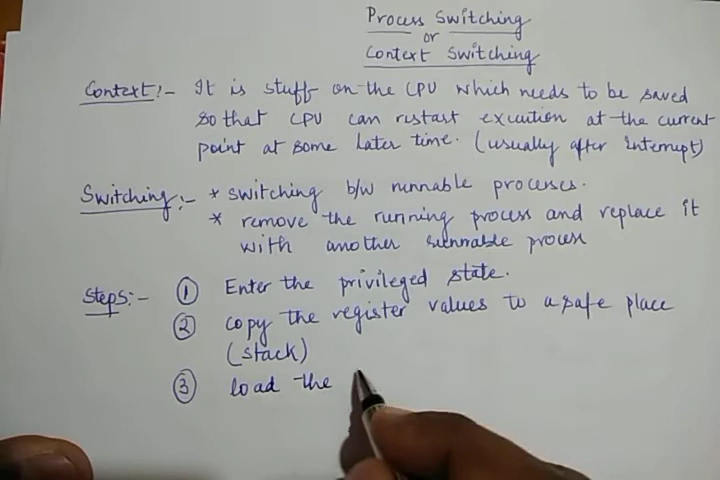 Process Switching
or
Context Switching
Context:- It is stuff on the CPU which needs to be saved
so that CPU can restart execution at the current
point at some later time. (usually after interrupt)
Switching:- * switching b/w runnable processes.
* remove the running process and replace it
with another runnable process
Steps:- ① Enter the privileged state.
② copy the register values to a safe place
(stack)
③ load the